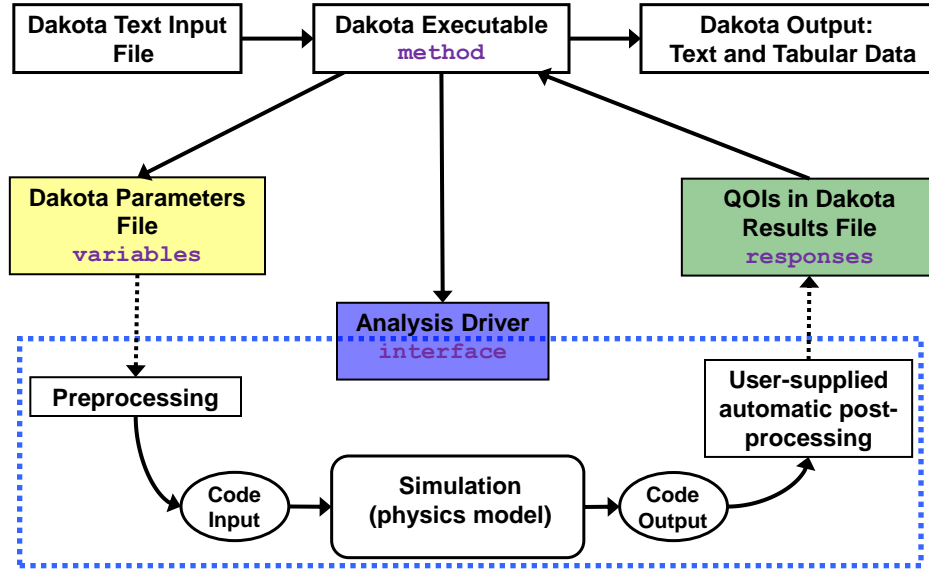 Dakota Text Input
File
Dakota Executable
method
Dakota Output:
Text and Tabular Data
Dakota Parameters
File
variables
QOIs in Dakota
Results File
responses
Analysis Driver
interface
Preprocessing
User-supplied
automatic post-
processing
Code
Input
Simulation
(physics model)
Code
Output